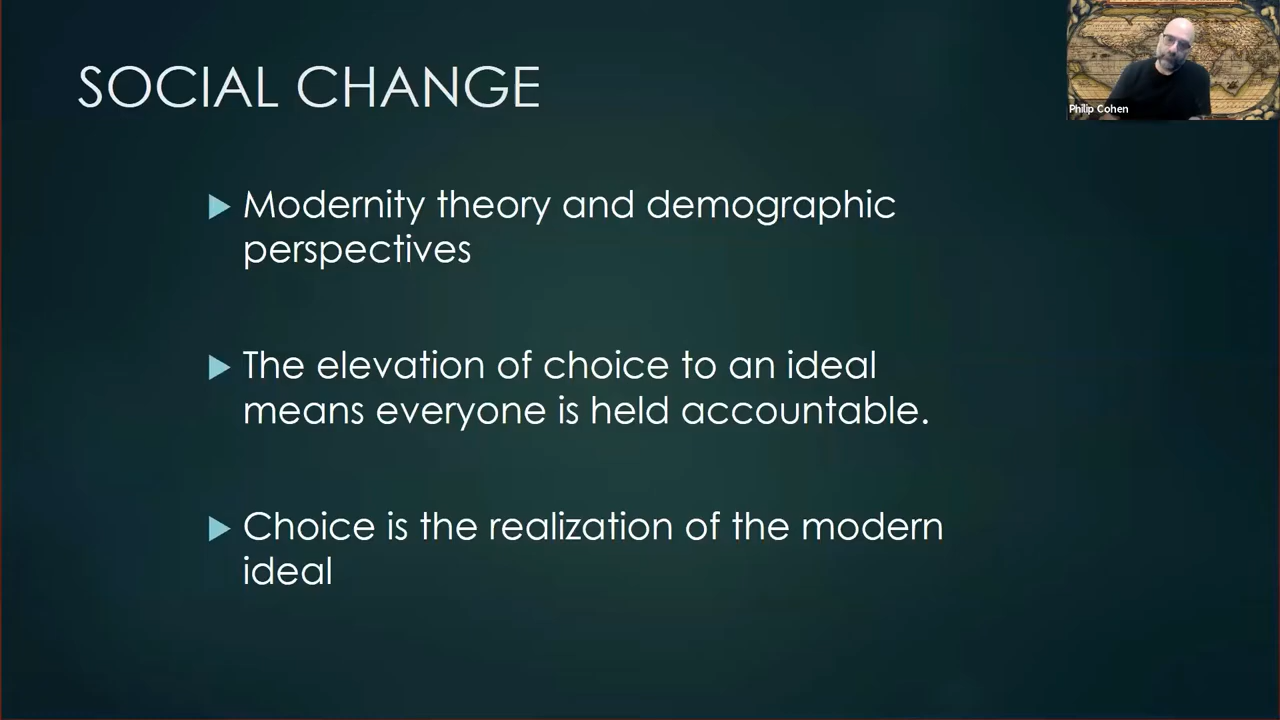 SOCIAL CHANGE
Philip Cohen
Modernity theory and demographic
perspectives
The elevation of choice to an ideal
means everyone is held accountable.
Choice is the realization of the modern
ideal